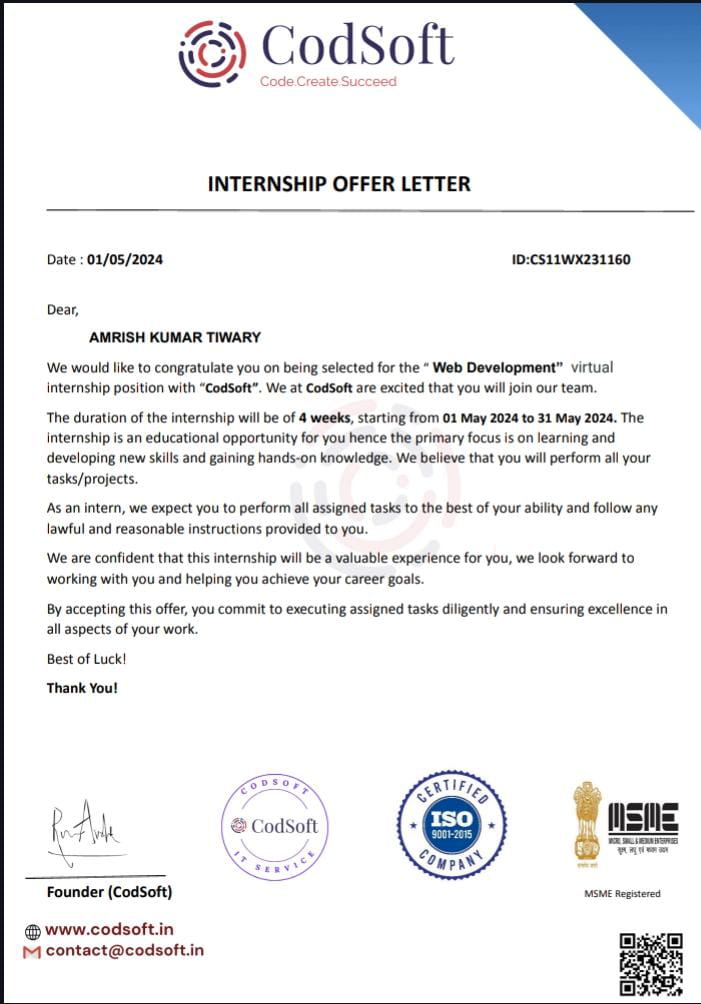 CodSoft
Code.Create.Succeed
INTERNSHIP OFFER LETTER
Date : 01/05/2024 ID:CS11WX231160
Dear,
AMRISH KUMAR TIWARY
We would like to congratulate you on being selected for the “ Web Development” virtual
internship position with “CodSoft”. We at CodSoft are excited that you will join our team.
The duration of the internship will be of 4 weeks, starting from 01 May 2024 to 31 May 2024. The
internship is an educational opportunity for you hence the primary focus is on learning and
developing new skills and gaining hands-on knowledge. We believe that you will perform all your
tasks/projects.
As an intern, we expect you to perform all assigned tasks to the best of your ability and follow any
lawful and reasonable instructions provided to you.
We are confident that this internship will be a valuable experience for you, we look forward to
working with you and helping you achieve your career goals.
By accepting this offer, you commit to executing assigned tasks diligently and ensuring excellence in
all aspects of your work.
Best of Luck!
Thank You!
CODSOFT
CodSoft
IT SERVICE
CERTIFIED
ISO
9001-2015
COMPANY
MSME
MICRO, SMALL & MEDIUM ENTERPRISES
सूक्ष्म, लघु एवं मध्यम उद्यम
सत्यमेव जयते
Founder (CodSoft)
MSME Registered
www.codsoft.in
contact@codsoft.in